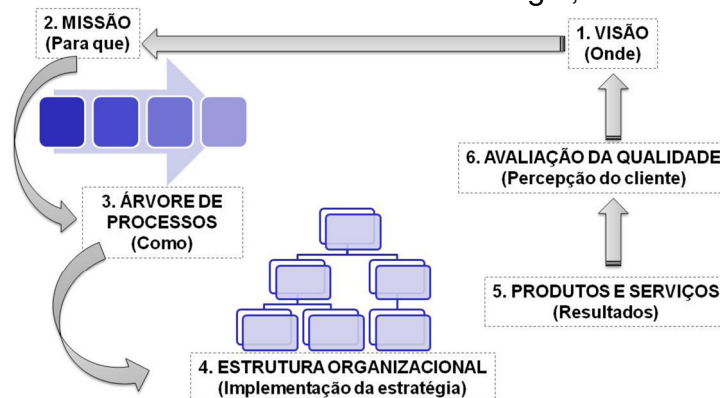 2. MISSÃO
(Para que)
1. VISÃO
(Onde)
6. AVALIAÇÃO DA QUALIDADE
(Percepção do cliente)
3. ÁRVORE DE
PROCESSOS
(Como)
5. PRODUTOS E SERVIÇOS
(Resultados)
4. ESTRUTURA ORGANIZACIONAL
(Implementação da estratégia)